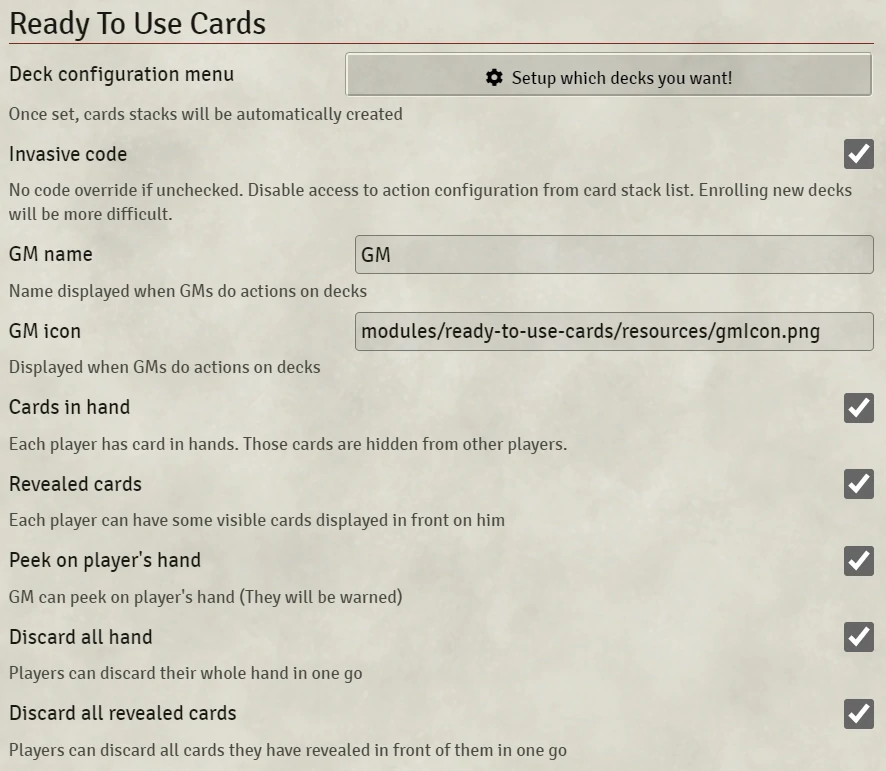 Ready To Use Cards
Deck configuration menu
Setup which decks you want!
Once set, cards stacks will be automatically created
Invasive code
No code override if unchecked. Disable access to action configuration from card stack list. Enrolling new decks
will be more difficult.
GM name
GM
Name displayed when GMs do actions on decks
GM icon
modules/ready-to-use-cards/resources/gmIcon.png
Displayed when GMs do actions on decks
Cards in hand
Each player has card in hands. Those cards are hidden from other players.
Revealed cards
Each player can have some visible cards displayed in front on him
Peek on player's hand
GM can peek on player's hand (They will be warned)
Discard all hand
Players can discard their whole hand in one go
Discard all revealed cards
Players can discard all cards they have revealed in front of them in one go